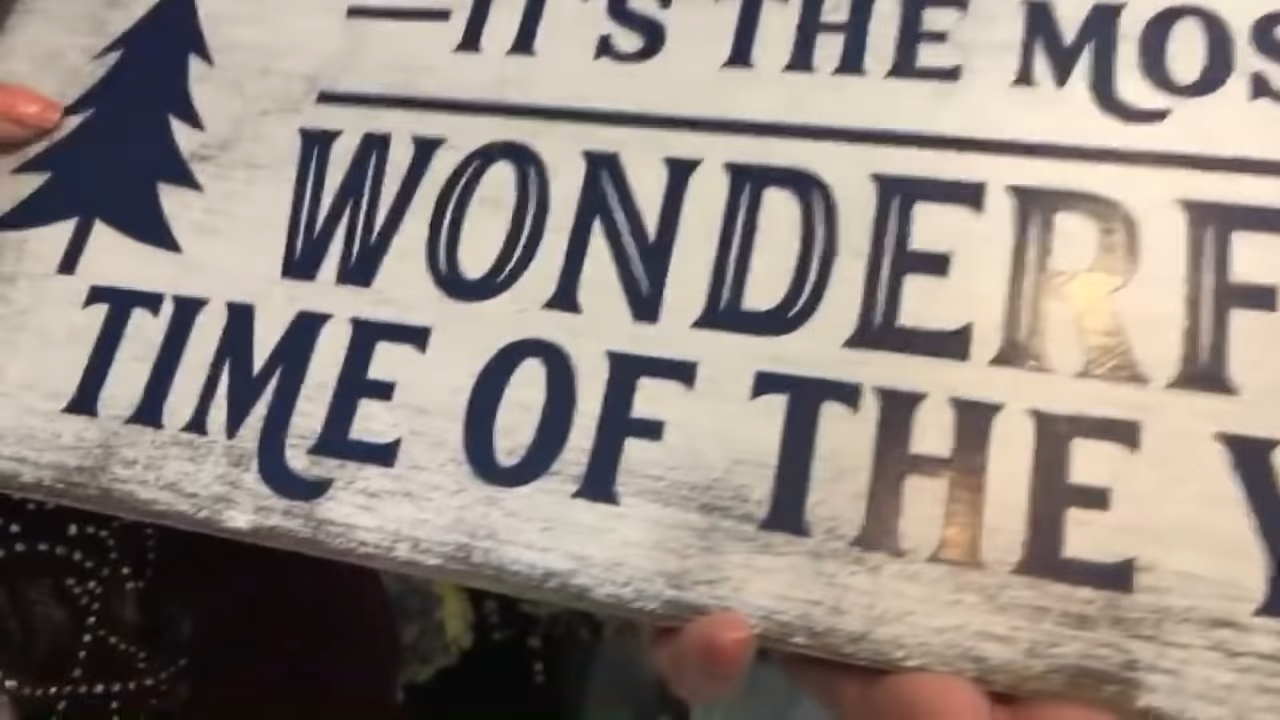 —IT'S THE MOS
WONDERF
TIME OF THE Y